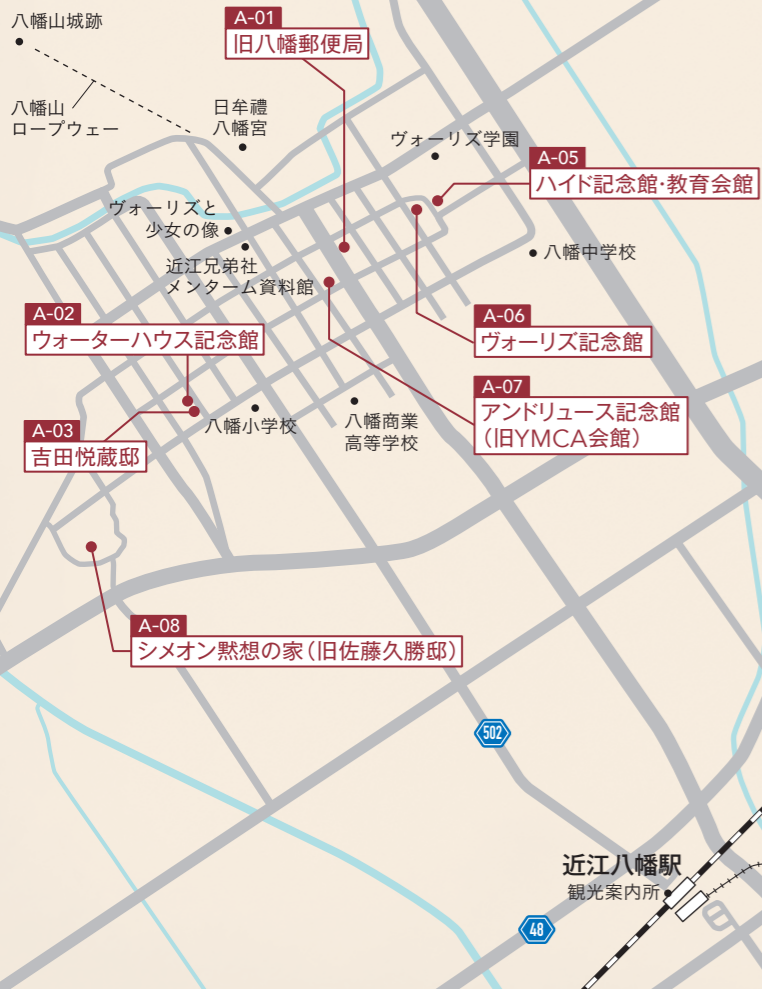 八幡山城跡
A-01
旧八幡郵便局
八幡山
ロープウェー
日牟禮
八幡宮
ヴォーリズ学園
A-05
ハイド記念館・教育会館
ヴォーリズと
少女の像
近江兄弟社
メンターム資料館
八幡中学校
A-02
ウォーターハウス記念館
A-06
ヴォーリズ記念館
A-07
アンドリュース記念館
(旧YMCA会館)
A-03
吉田悦蔵邸
八幡小学校
八幡商業
高等学校
A-08
シメオン黙想の家(旧佐藤久勝邸)
502
近江八幡駅
観光案内所
48